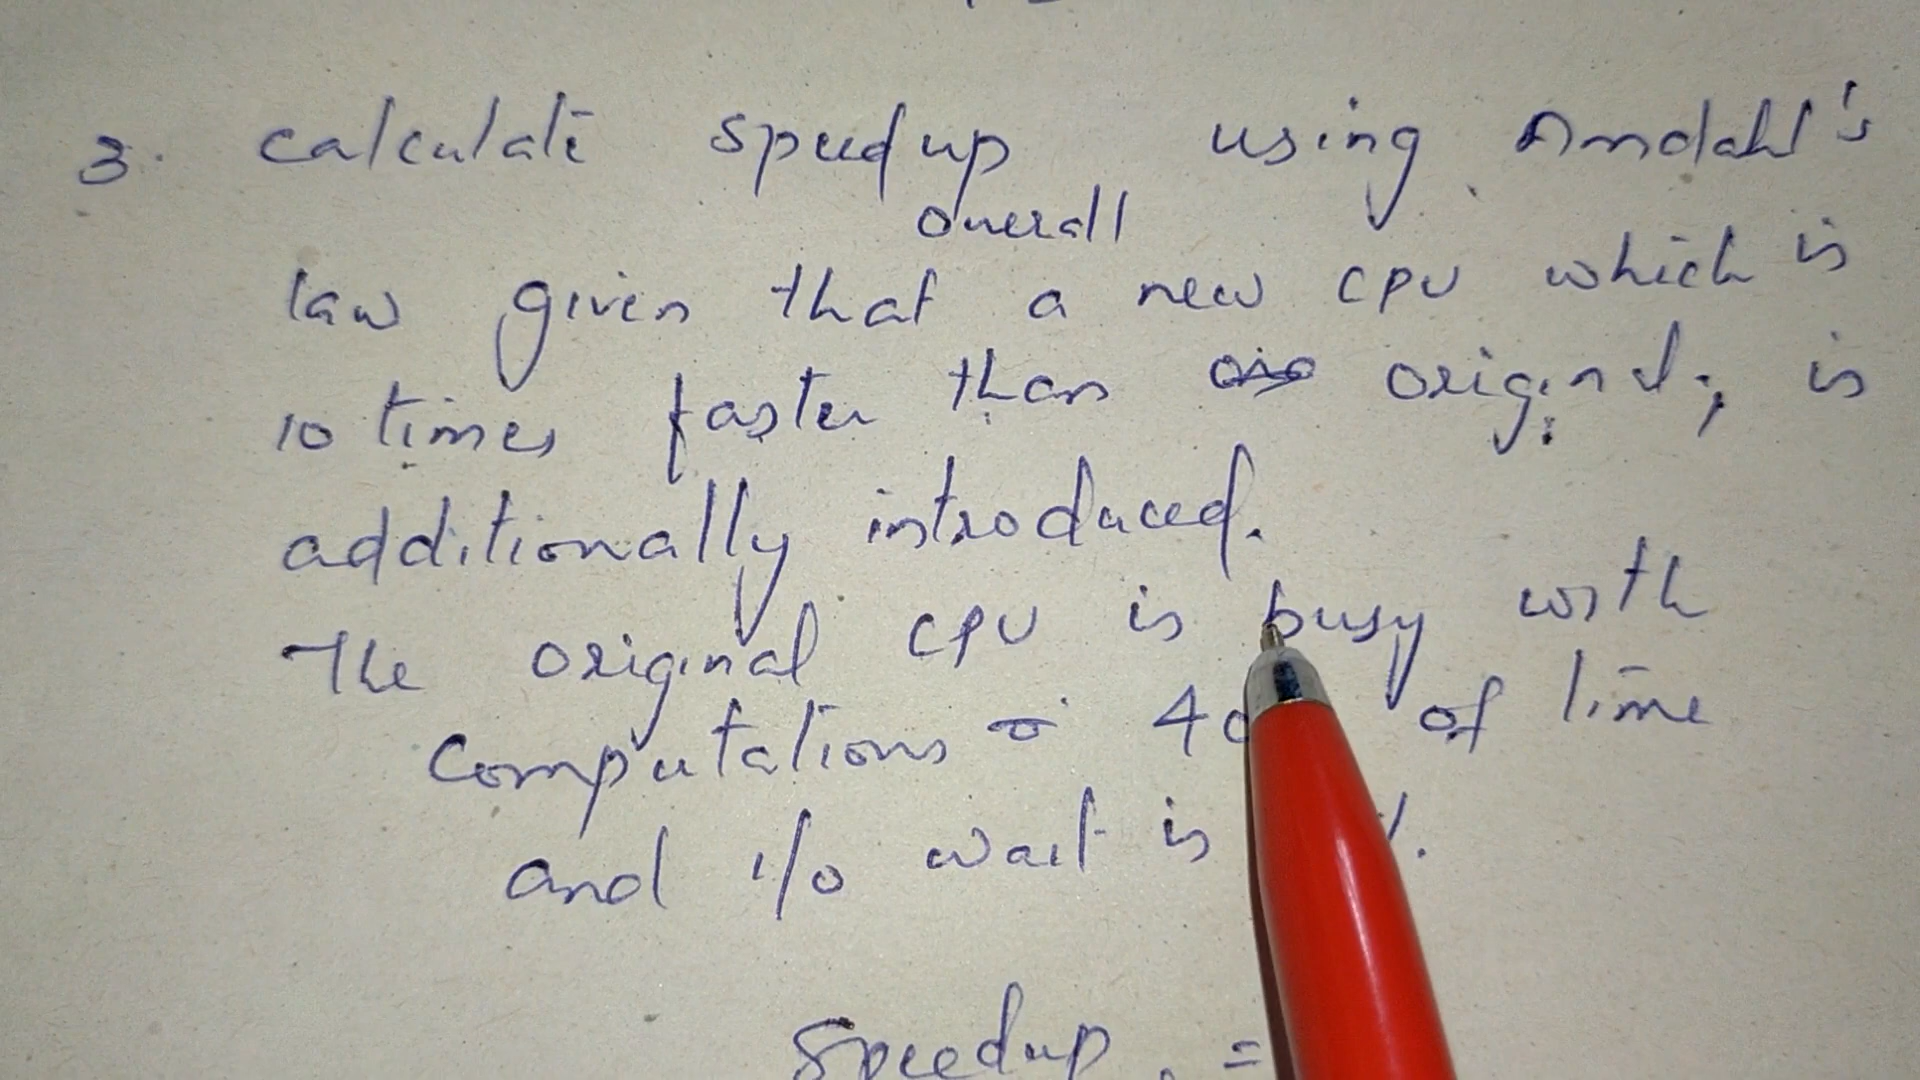 3. calculate speedup overall using Amdahl's
law given that a new CPU which is
10 times faster than original, is
additionally introduced.
The original CPU is busy with
Computations of time
and I/O wait is
Speedup =